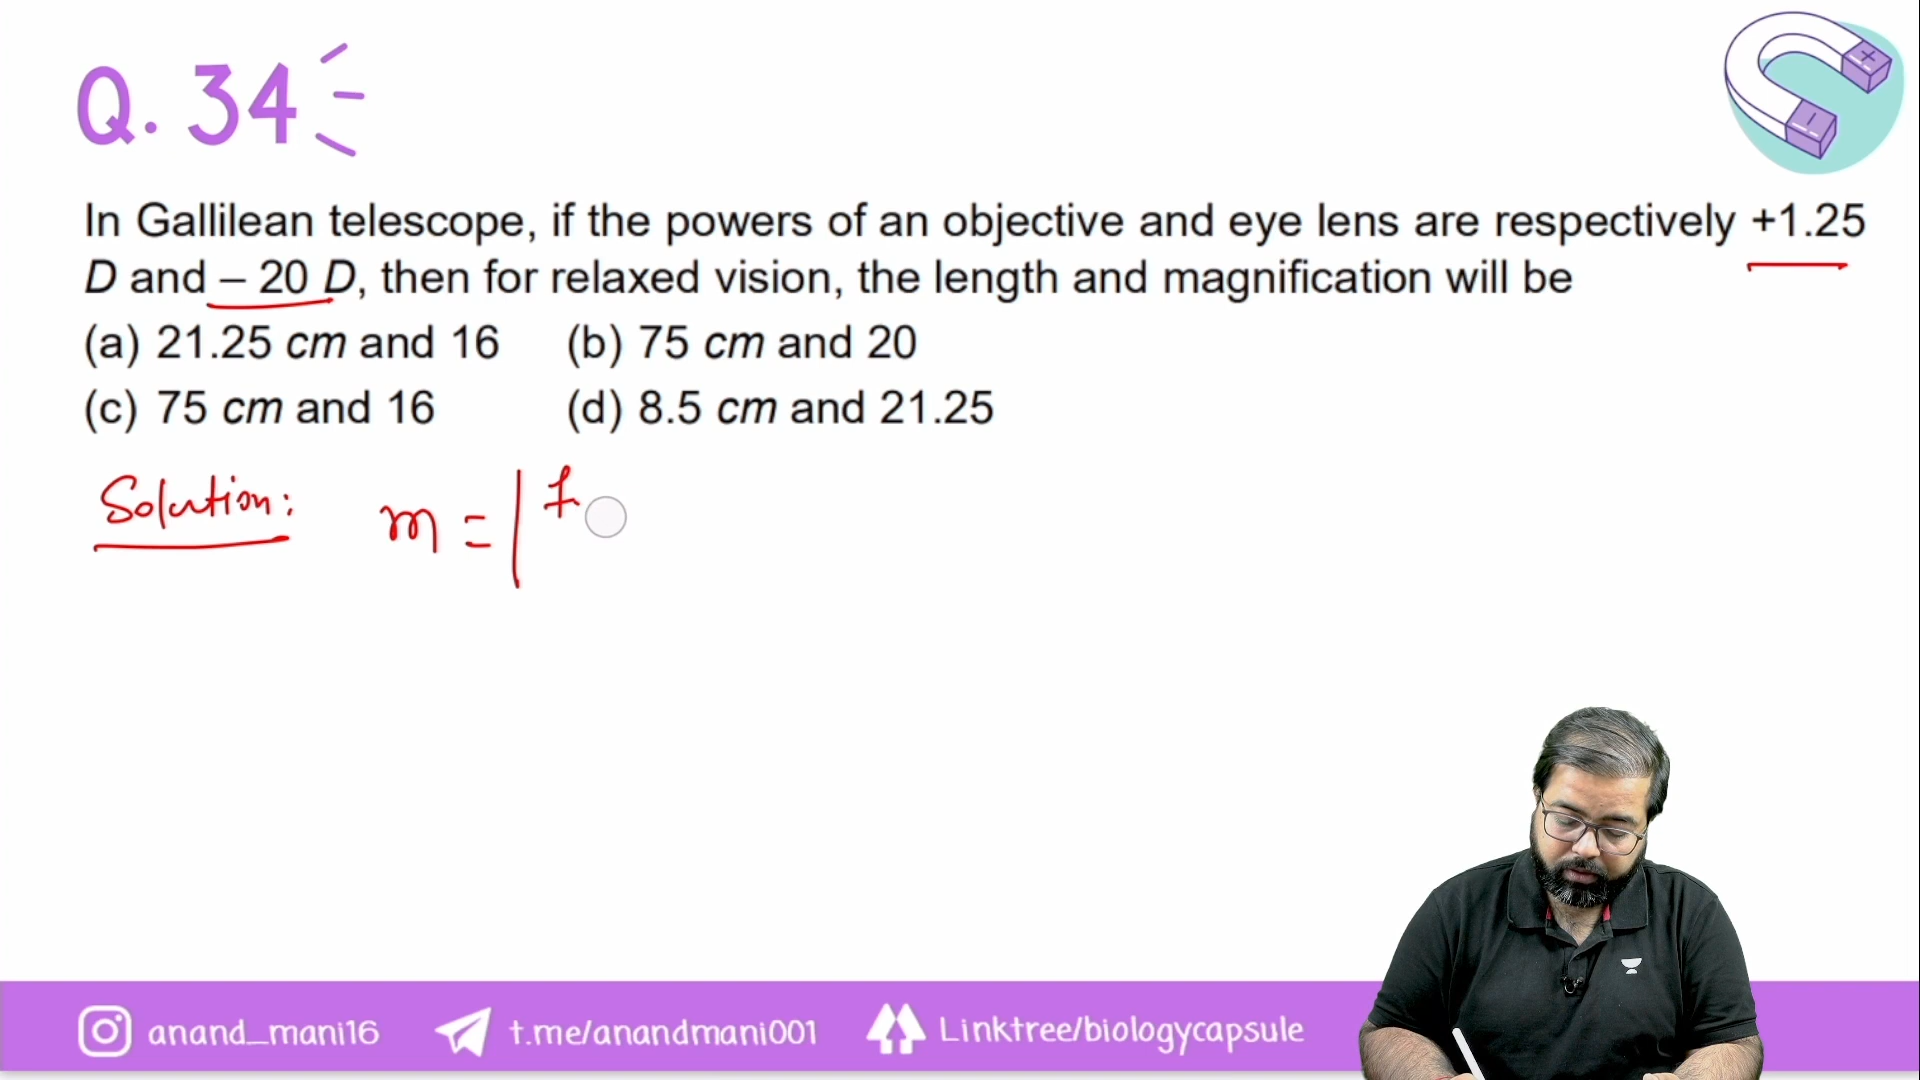 Q. 34
In Gallilean telescope, if the powers of an objective and eye lens are respectively +1.25
D and – 20 D, then for relaxed vision, the length and magnification will be
(a) 21.25 cm and 16 (b) 75 cm and 20
(c) 75 cm and 16 (d) 8.5 cm and 21.25
Solution: m = | f
anand_mani16 t.me/anandmani001 Linktree/biologycapsule